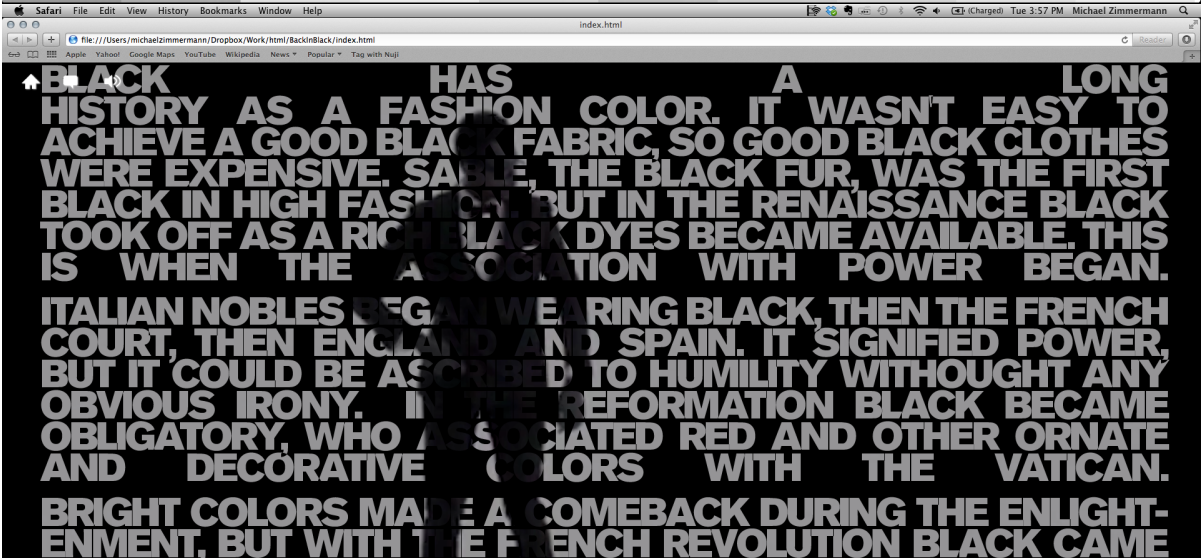 Safari File Edit View History Bookmarks Window Help (Charged) Tue 3:57 PM Michael Zimmermann
index.html
file:///Users/michaelzimmermann/Dropbox/Work/html/BackInBlack/index.html Reader
Apple Yahoo! Google Maps YouTube Wikipedia News Popular Tag with Nuji
BLACK HAS A LONG
HISTORY AS A FASHION COLOR. IT WASN'T EASY TO
ACHIEVE A GOOD BLACK FABRIC, SO GOOD BLACK CLOTHES
WERE EXPENSIVE. SABLE, THE BLACK FUR, WAS THE FIRST
BLACK IN HIGH FASHION. BUT IN THE RENAISSANCE BLACK
TOOK OFF AS A RICH BLACK DYES BECAME AVAILABLE. THIS
IS WHEN THE ASSOCIATION WITH POWER BEGAN.
ITALIAN NOBLES BEGAN WEARING BLACK, THEN THE FRENCH
COURT, THEN ENGLAND AND SPAIN. IT SIGNIFIED POWER,
BUT IT COULD BE ASCRIBED TO HUMILITY WITHOUGHT ANY
OBVIOUS IRONY. IN THE REFORMATION BLACK BECAME
OBLIGATORY, WHO ASSOCIATED RED AND OTHER ORNATE
AND DECORATIVE COLORS WITH THE VATICAN.
BRIGHT COLORS MADE A COMEBACK DURING THE ENLIGHT-
ENMENT, BUT WITH THE FRENCH REVOLUTION BLACK CAME